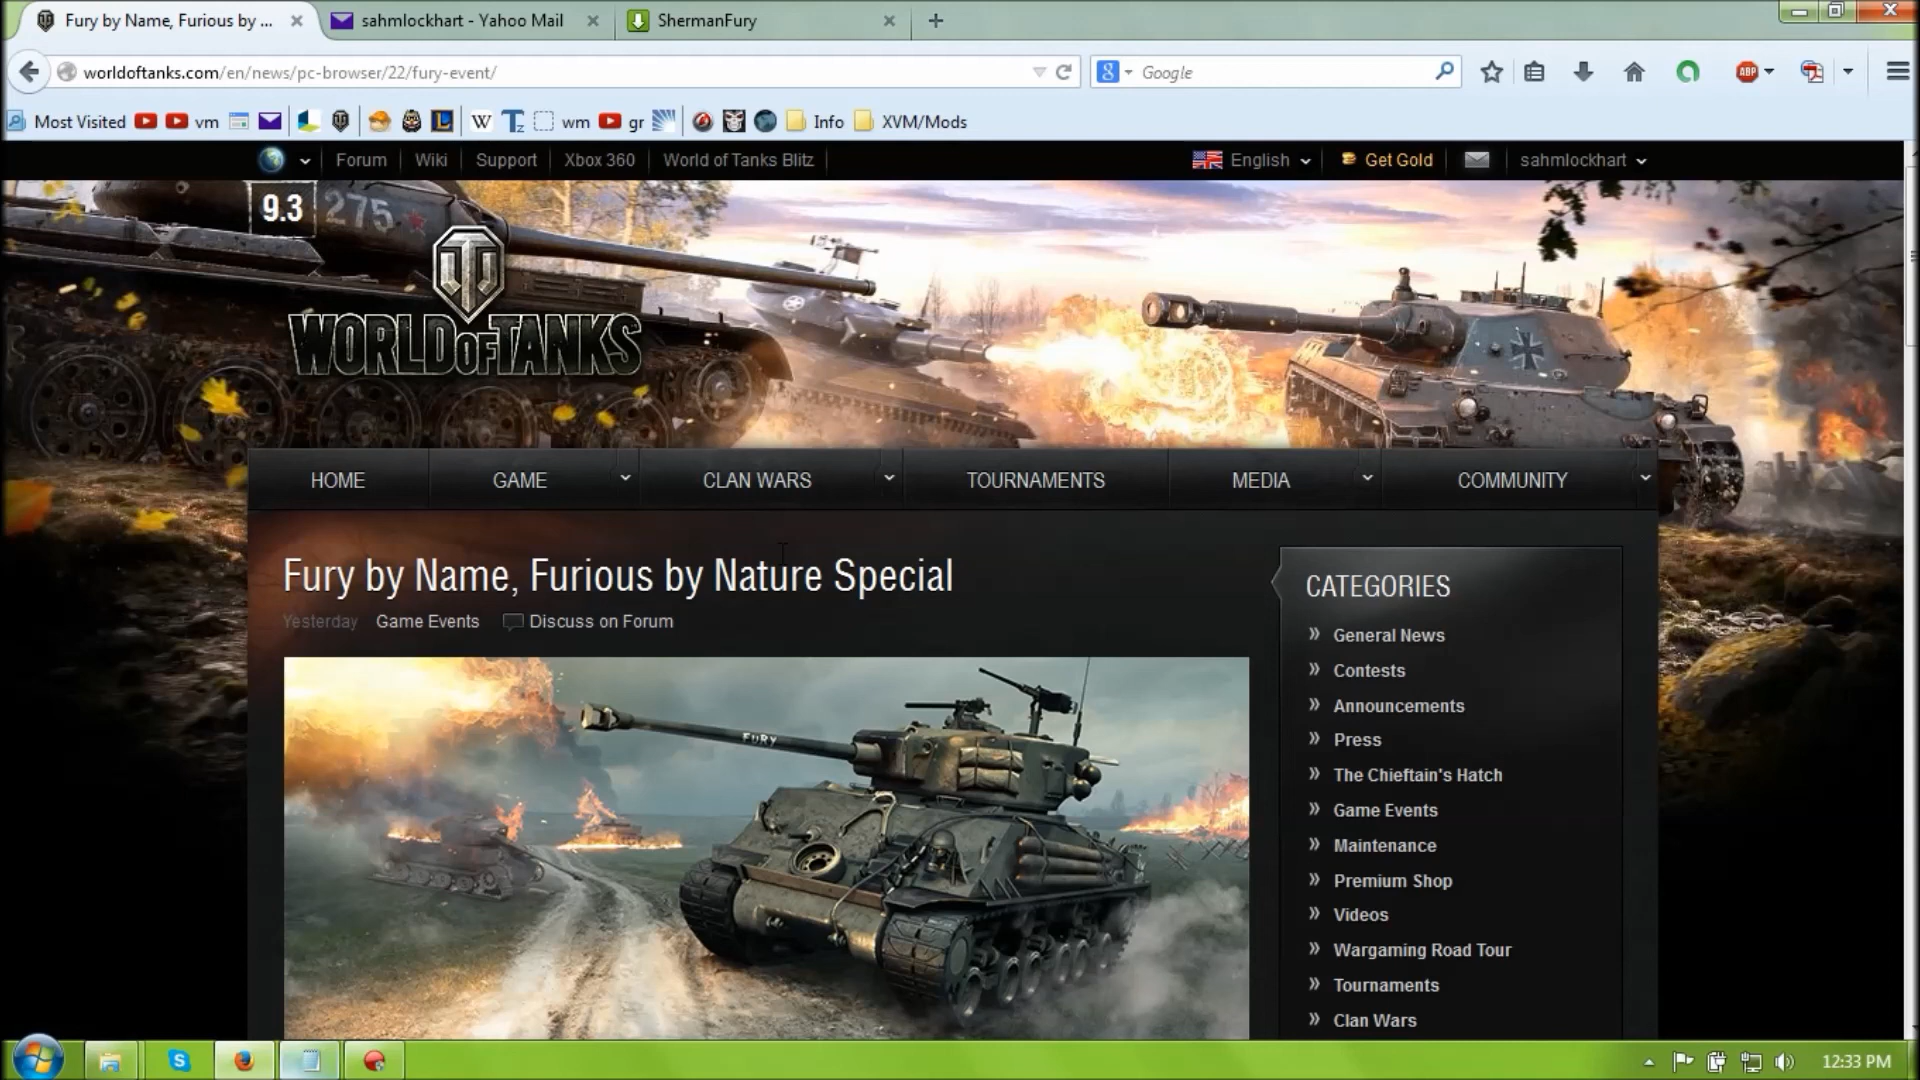 Fury by Name, Furious by ... sahmlockhart - Yahoo Mail ShermanFury
worldoftanks.com/en/news/pc-browser/22/fury-event/ Google ABP
Most Visited vm W Tz wm gr Info XVM/Mods
Forum Wiki Support Xbox 360 World of Tanks Blitz English Get Gold sahmlockhart
9.3 275
WORLD OF TANKS
HOME GAME CLAN WARS TOURNAMENTS MEDIA COMMUNITY
Fury by Name, Furious by Nature Special
Yesterday Game Events Discuss on Forum
FURY
CATEGORIES
» General News
» Contests
» Announcements
» Press
» The Chieftain's Hatch
» Game Events
» Maintenance
» Premium Shop
» Videos
» Wargaming Road Tour
» Tournaments
» Clan Wars
12:33 PM